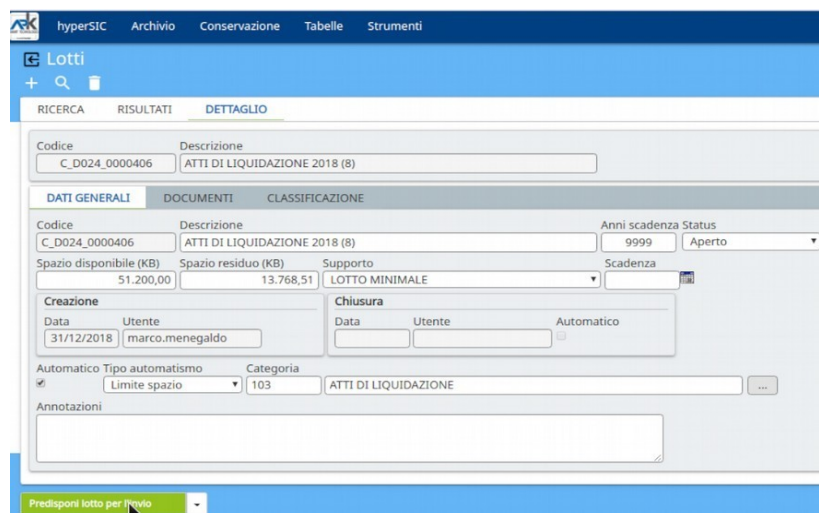 hyperSIC Archivio Conservazione Tabelle Strumenti
Lotti
RICERCA RISULTATI DETTAGLIO
Codice Descrizione
C_D024_0000406 ATTI DI LIQUIDAZIONE 2018 (8)
DATI GENERALI DOCUMENTI CLASSIFICAZIONE
Codice Descrizione Anni scadenza Status
C_D024_0000406 ATTI DI LIQUIDAZIONE 2018 (8) 9999 Aperto
Spazio disponibile (KB) Spazio residuo (KB) Supporto Scadenza
51.200,00 13.768,51 LOTTO MINIMALE
Creazione Chiusura
Data Utente Data Utente Automatico
31/12/2018 marco.menegaldo
Automatico Tipo automatismo Categoria
Limite spazio 103 ATTI DI LIQUIDAZIONE ...
Annotazioni
Predisponi lotto per l'invio